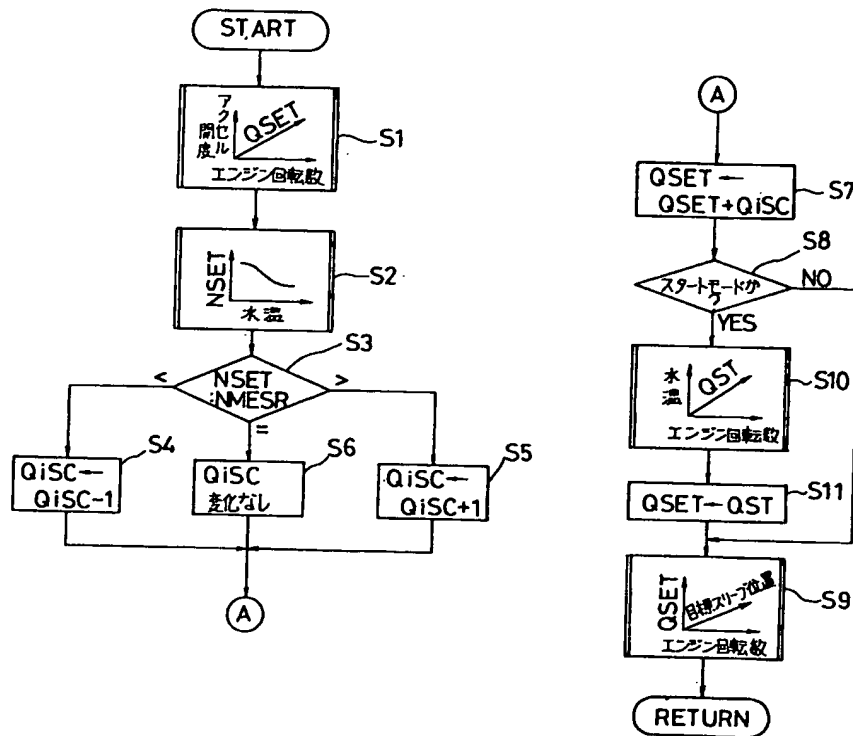 START
アクセル
開度
QSET
エンジン回転数
S1
NSET
水温
S2
S3
NSET
:NMESR
<
>
=
S4
QiSC←
QiSC-1
S6
QiSC
変化なし
S5
QiSC←
QiSC+1
A
A
QSET←
QSET+QiSC
S7
S8
スタートモードか
?
NO
YES
水温
QST
エンジン回転数
S10
QSET←QST
S11
QSET
目標スリーブ位置
エンジン回転数
S9
RETURN